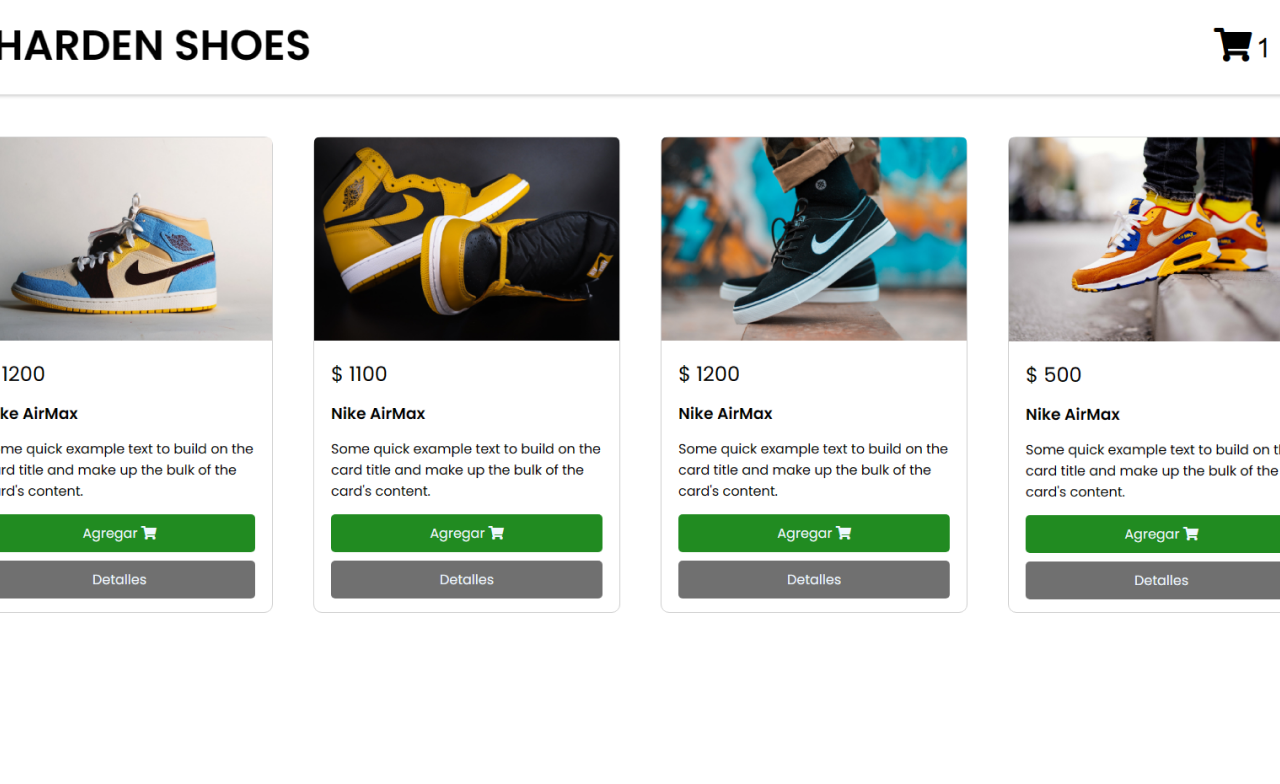 HARDEN SHOES
1
1200
ke AirMax
me quick example text to build on the
rd title and make up the bulk of the
rd's content.
Agregar
Detalles
$ 1100
Nike AirMax
Some quick example text to build on the
card title and make up the bulk of the
card's content.
Agregar
Detalles
$ 1200
Nike AirMax
Some quick example text to build on the
card title and make up the bulk of the
card's content.
Agregar
Detalles
$ 500
Nike AirMax
Some quick example text to build on t
card title and make up the bulk of the
card's content.
Agregar
Detalles